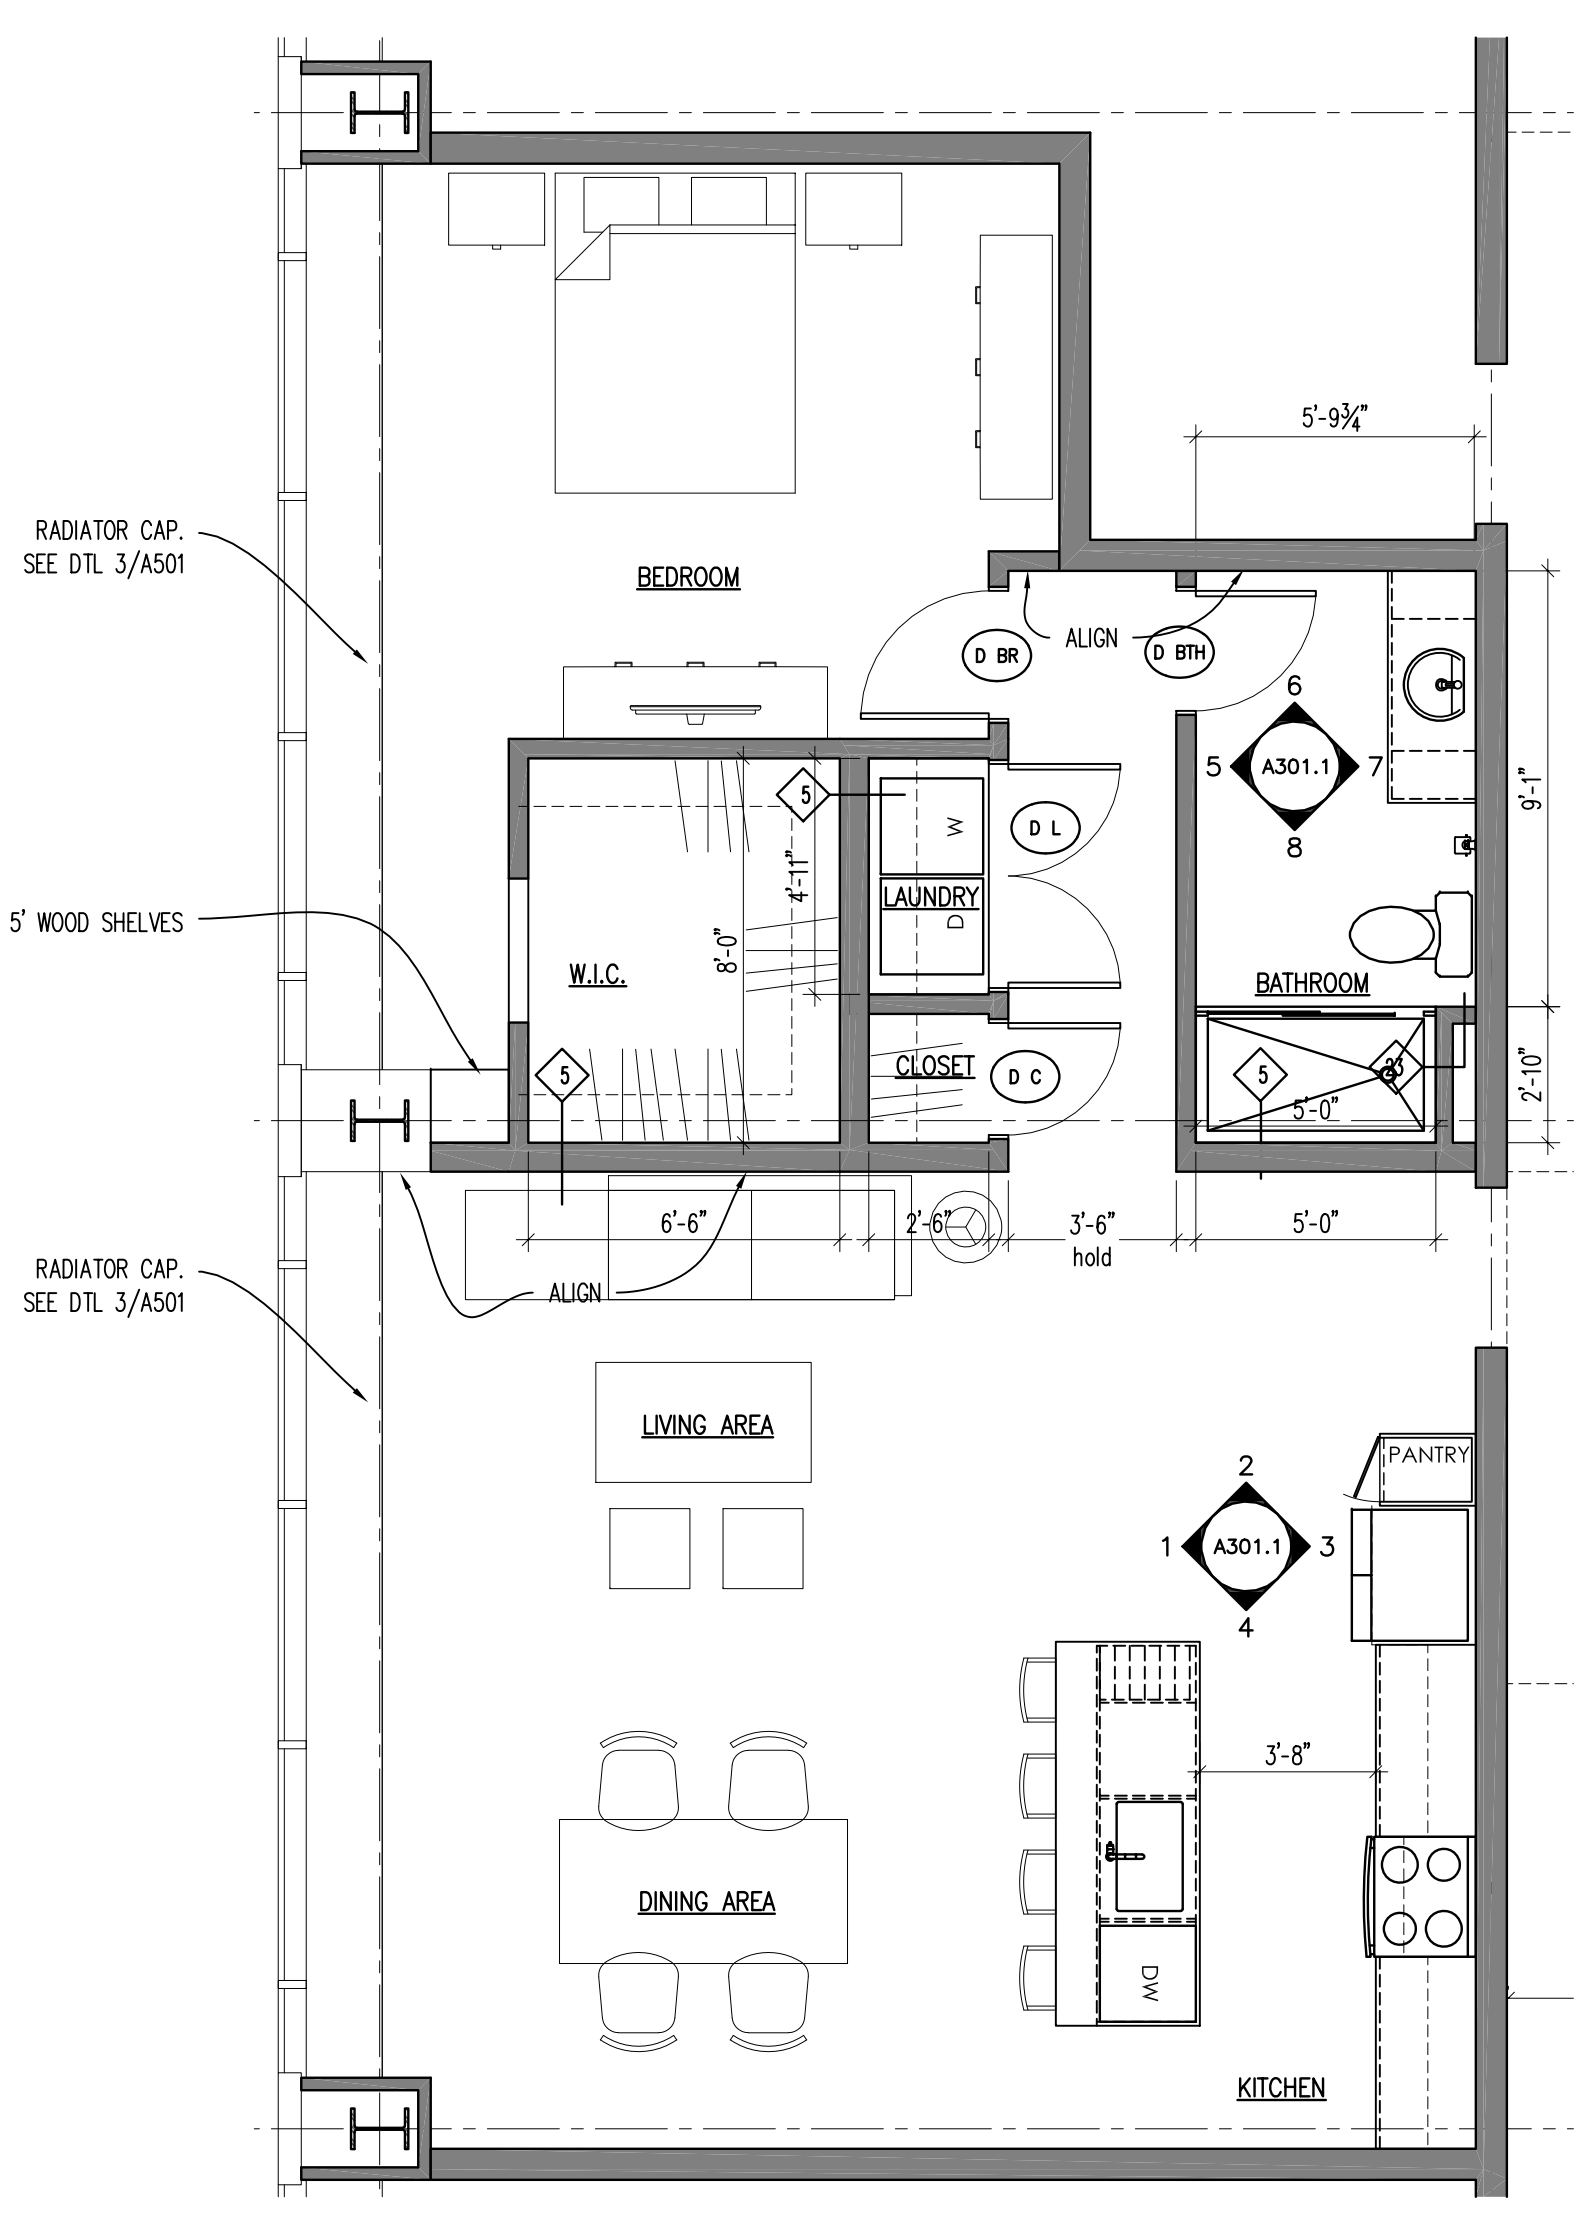 5'-9¾"
RADIATOR CAP.
SEE DTL 3/A501
BEDROOM
ALIGN
D BR
D BTH
6
5
A301.1
7
8
9'-1"
5
W
D L
4'-11"
LAUNDRY
D
5' WOOD SHELVES
8'-0"
W.I.C.
BATHROOM
CLOSET
D C
5
5
23
2'-10"
5'-0"
6'-6"
2'-6"
3'-6"
hold
5'-0"
RADIATOR CAP.
SEE DTL 3/A501
ALIGN
LIVING AREA
PANTRY
2
1
A301.1
3
4
3'-8"
DINING AREA
DW
KITCHEN